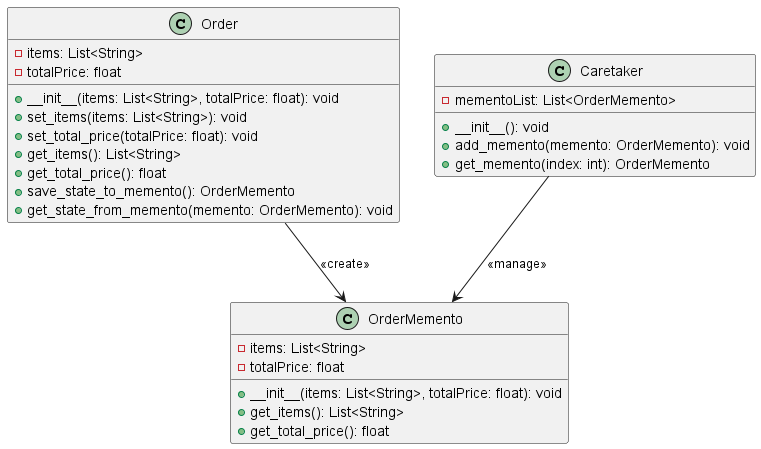 C Order
items: List<String>
totalPrice: float
__init__(items: List<String>, totalPrice: float): void
set_items(items: List<String>): void
set_total_price(totalPrice: float): void
get_items(): List<String>
get_total_price(): float
save_state_to_memento(): OrderMemento
get_state_from_memento(memento: OrderMemento): void
C Caretaker
mementoList: List<OrderMemento>
__init__(): void
add_memento(memento: OrderMemento): void
get_memento(index: int): OrderMemento
«create»
«manage»
C OrderMemento
items: List<String>
totalPrice: float
__init__(items: List<String>, totalPrice: float): void
get_items(): List<String>
get_total_price(): float